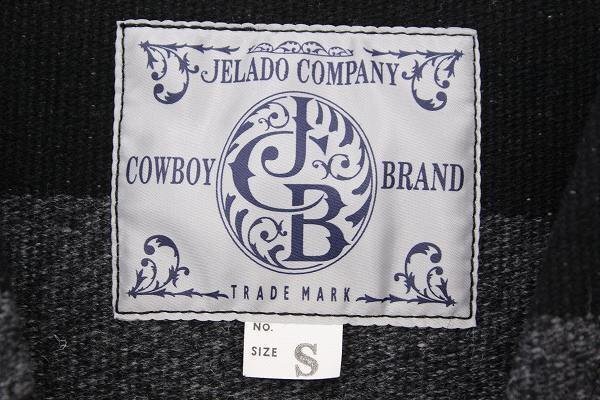 JELADO COMPANY
JCB
COWBOY BRAND
TRADE MARK
NO.
SIZE S